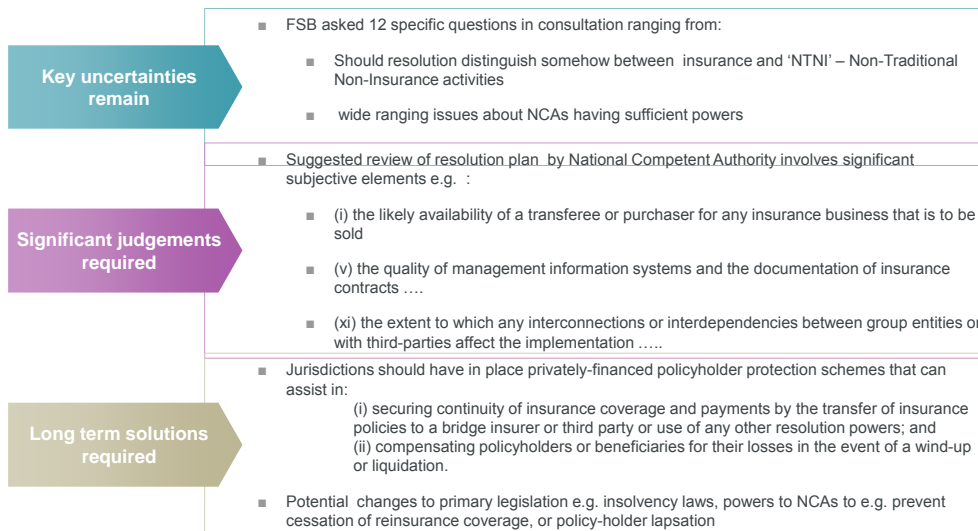 Key uncertainties
remain
■ FSB asked 12 specific questions in consultation ranging from:
■ Should resolution distinguish somehow between insurance and ‘NTNI’ – Non-Traditional
Non-Insurance activities
■ wide ranging issues about NCAs having sufficient powers
Significant judgements
required
■ Suggested review of resolution plan by National Competent Authority involves significant
subjective elements e.g. :
■ (i) the likely availability of a transferee or purchaser for any insurance business that is to be
sold
■ (v) the quality of management information systems and the documentation of insurance
contracts ….
■ (xi) the extent to which any interconnections or interdependencies between group entities or
with third-parties affect the implementation …..
Long term solutions
required
■ Jurisdictions should have in place privately-financed policyholder protection schemes that can
assist in:
(i) securing continuity of insurance coverage and payments by the transfer of insurance
policies to a bridge insurer or third party or use of any other resolution powers; and
(ii) compensating policyholders or beneficiaries for their losses in the event of a wind-up
or liquidation.
■ Potential changes to primary legislation e.g. insolvency laws, powers to NCAs to e.g. prevent
cessation of reinsurance coverage, or policy-holder lapsation